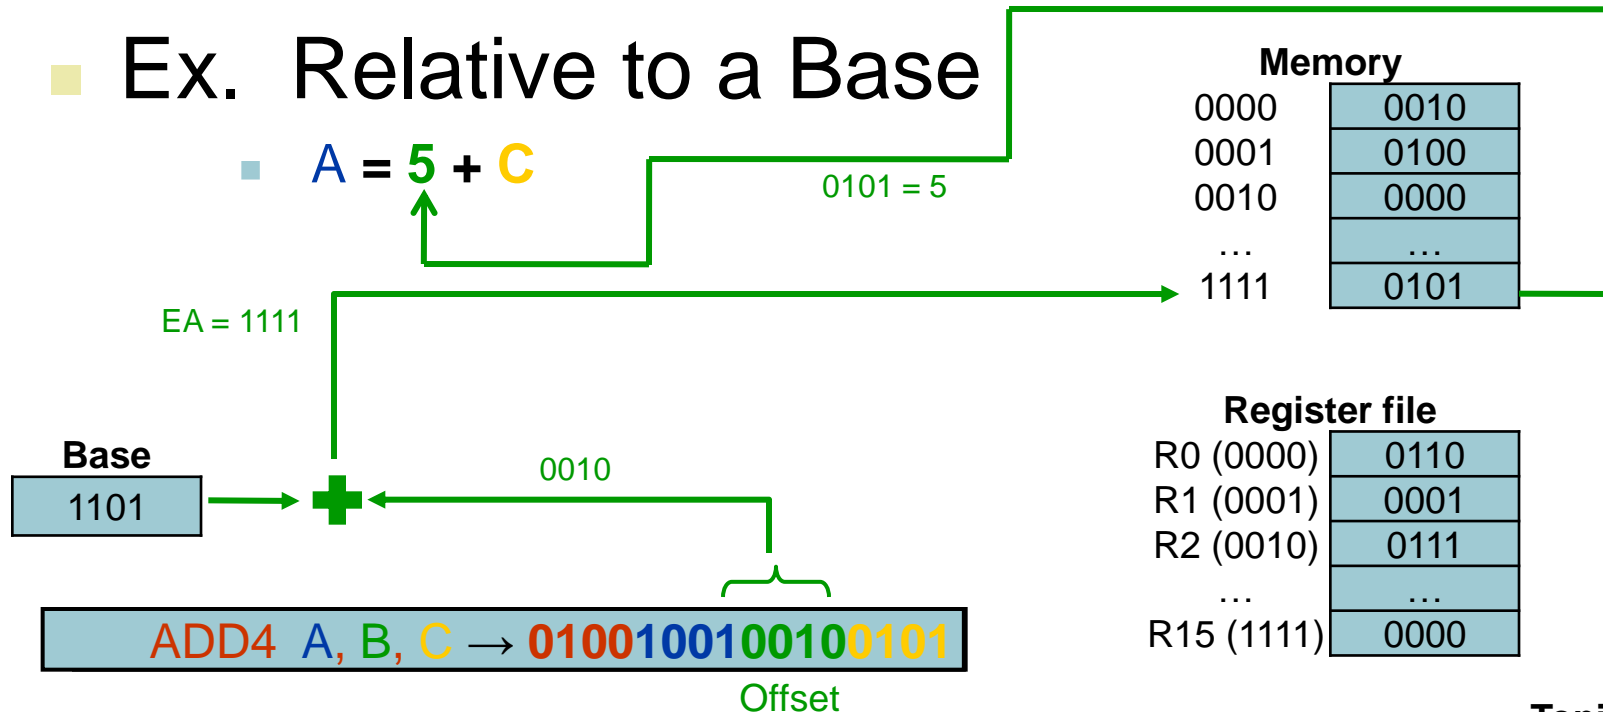 Ex. Relative to a Base
A = 5 + C
0101 = 5
EA = 1111
Memory
0000 0010
0001 0100
0010 0000
… …
1111 0101
Base
1101
0010
Register file
R0 (0000) 0110
R1 (0001) 0001
R2 (0010) 0111
… …
R15 (1111) 0000
ADD4 A, B, C → 0100100100100101
Offset